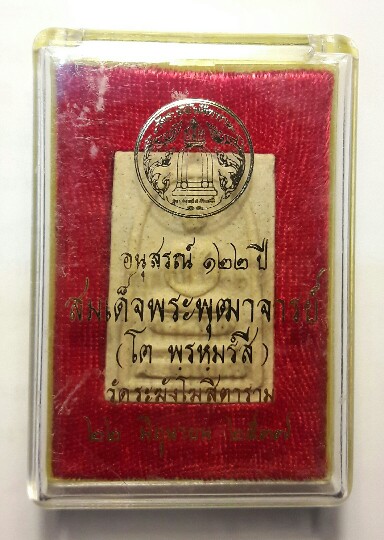 อนุสรณ์ ๑๒๒ ปี
สมเด็จพระพุฒาจารย์
(โต พฺรหฺมรํสี)
วัดระฆังโฆสิตาราม
๒๒ มิถุนายน ๒๕๓๗